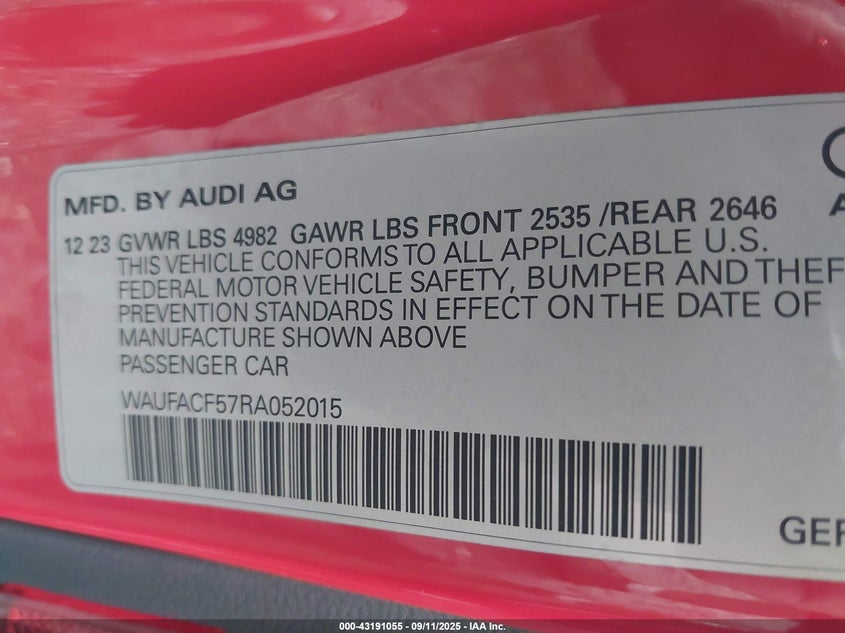 MFD. BY AUDI AG
12 23 GVWR LBS 4982 GAWR LBS FRONT 2535 /REAR 2646
THIS VEHICLE CONFORMS TO ALL APPLICABLE U.S.
FEDERAL MOTOR VEHICLE SAFETY, BUMPER AND THEF
PREVENTION STANDARDS IN EFFECT ON THE DATE OF
MANUFACTURE SHOWN ABOVE
PASSENGER CAR
WAUFACF57RA052015
GER
000-43191055 - 09/11/2025 - IAA Inc.